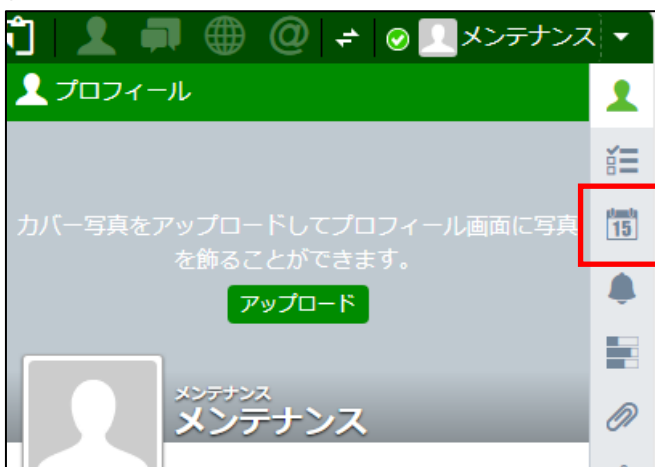 メンテナンス
プロフィール
15
カバー写真をアップロードしてプロフィール画面に写真
を飾ることができます。
アップロード
メンテナンス
メンテナンス